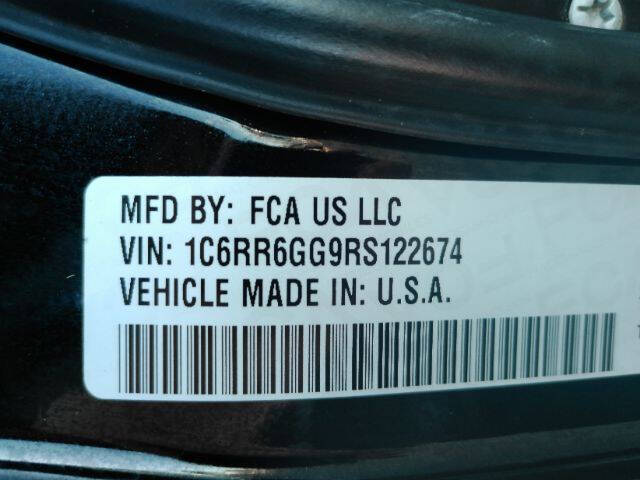 MFD BY: FCA US LLC
VIN: 1C6RR6GG9RS122674
VEHICLE MADE IN: U.S.A.